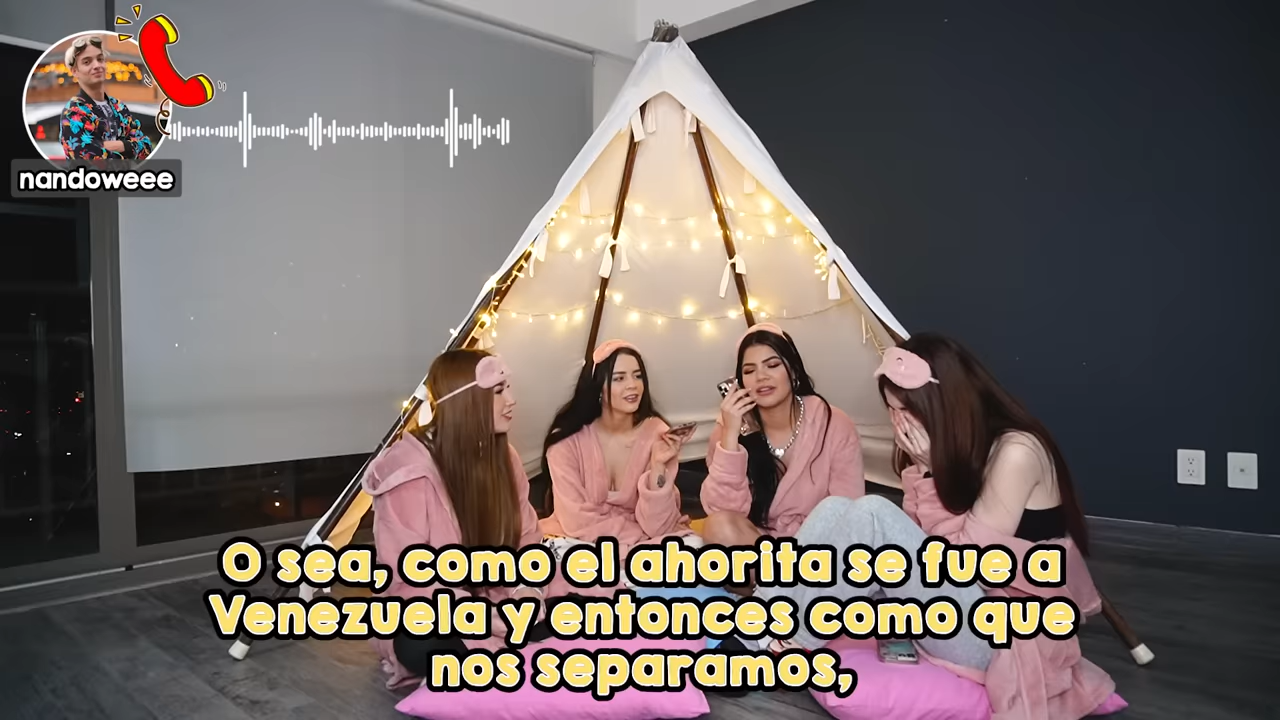 nandoweee
O sea, como el ahorita se fue a
Venezuela y entonces como que
nos separamos,